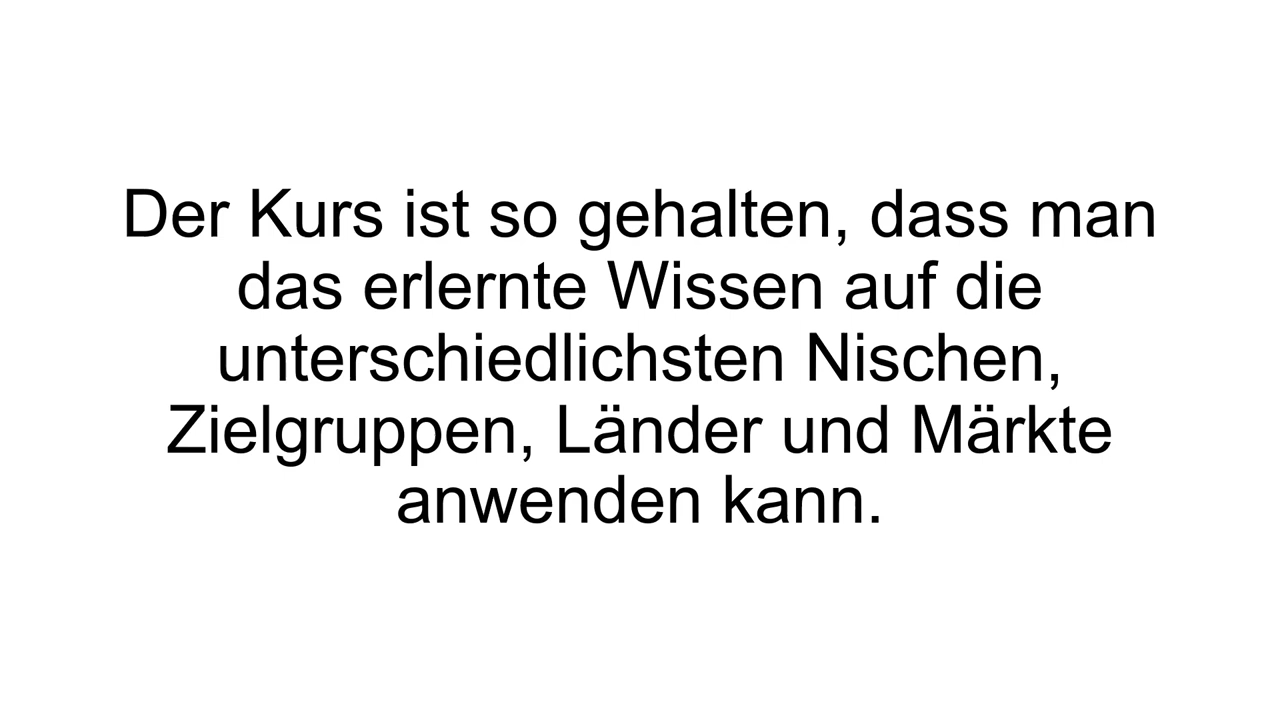 Der Kurs ist so gehalten, dass man
das erlernte Wissen auf die
unterschiedlichsten Nischen,
Zielgruppen, Länder und Märkte
anwenden kann.